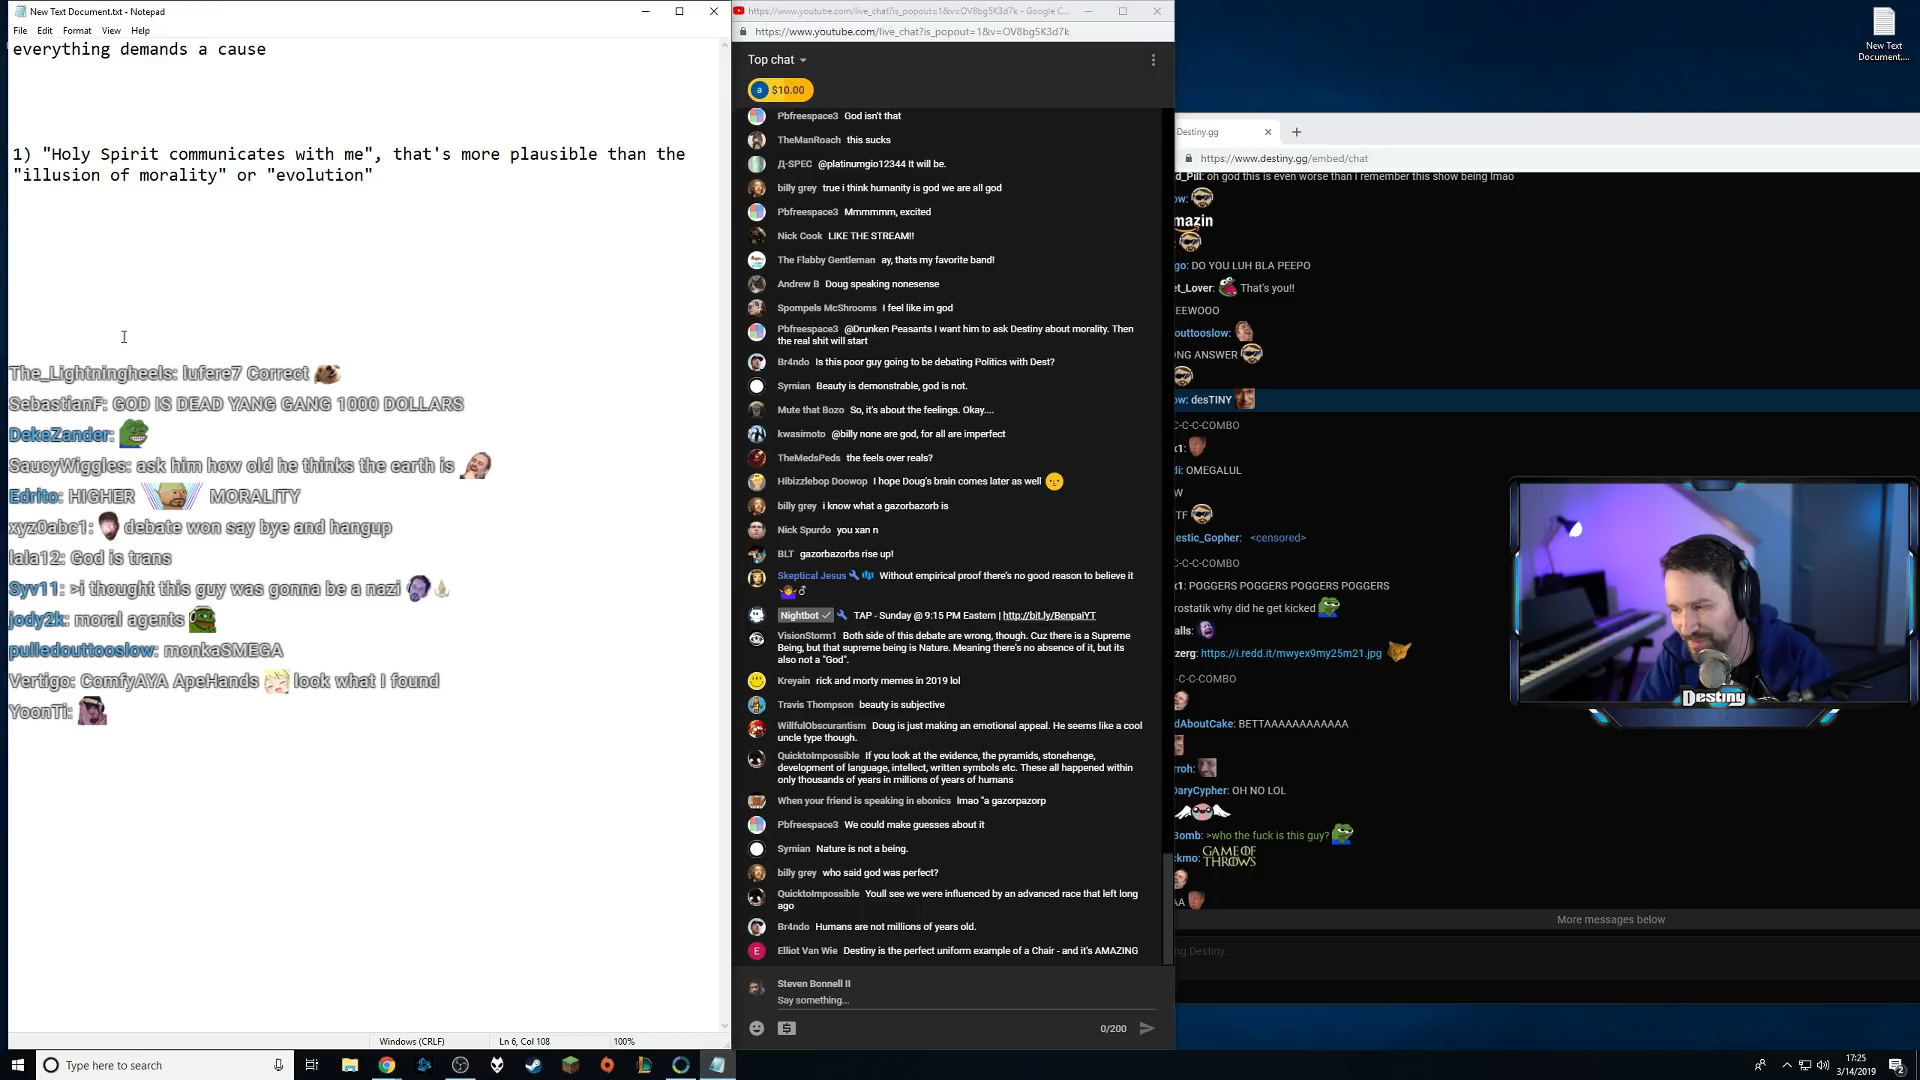 New Text Document.txt - Notepad
File Edit Format View Help
everything demands a cause
1) "Holy Spirit communicates with me", that's more plausible than the
"illusion of morality" or "evolution"
The_Lightningheels: lufere7 Correct
SebastianF: GOD IS DEAD YANG GANG 1000 DOLLARS
DekeZander:
SaucyWiggles: ask him how old he thinks the earth is
Edrito: HIGHER MORALITY
xyz0abc1: debate won say bye and hangup
lala12: God is trans
Syv11: >i thought this guy was gonna be a nazi
jody2k: moral agents
pulledouttooslow: monkaSMEGA
Vertigo: ComfyAYA ApeHands look what I found
YoonTi:
Windows (CRLF) Ln 6, Col 108 100%
https://www.youtube.com/live_chat?is_popout=1&v=OV8bg5K3d7k - Google C...
https://www.youtube.com/live_chat?is_popout=1&v=OV8bg5K3d7k
Top chat
a $10.00
Pbfreespace3 God isn't that
TheManRoach this sucks
Д-SPEC @platinumgio12344 It will be.
billy grey true i think humanity is god we are all god
Pbfreespace3 Mmmmmm, excited
Nick Cook LIKE THE STREAM!!
The Flabby Gentleman ay, thats my favorite band!
Andrew B Doug speaking nonesense
Spompels McShrooms I feel like im god
Pbfreespace3 @Drunken Peasants I want him to ask Destiny about morality. Then
the real shit will start
Br4ndo Is this poor guy going to be debating Politics with Dest?
Symian Beauty is demonstrable, god is not.
Mute that Bozo So, it's about the feelings. Okay....
kwasimoto @billy none are god, for all are imperfect
TheMedsPeds the feels over reals?
Hibizzlebop Doowop I hope Doug's brain comes later as well
billy grey i know what a gazorbazorb is
Nick Spurdo you xan n
BLT gazorbazorbs rise up!
Skeptical Jesus Without empirical proof there's no good reason to believe it
Nightbot TAP - Sunday @ 9:15 PM Eastern | http://bit.ly/BenpaiYT
VisionStorm1 Both side of this debate are wrong, though. Cuz there is a Supreme
Being, but that supreme being is Nature. Meaning there's no absence of it, but its
also not a "God".
Kreyain rick and morty memes in 2019 lol
Travis Thompson beauty is subjective
WillfulObscurantism Doug is just making an emotional appeal. He seems like a cool
uncle type though.
QuicktoImpossible If you look at the evidence, the pyramids, stonehenge,
development of language, intellect, written symbols etc. These all happened within
only thousands of years in millions of years of humans
When your friend is speaking in ebonics lmao "a gazorpazorp
Pbfreespace3 We could make guesses about it
Symian Nature is not a being.
billy grey who said god was perfect?
QuicktoImpossible Youll see we were influenced by an advanced race that left long
ago
Br4ndo Humans are not millions of years old.
E Elliot Van Wie Destiny is the perfect uniform example of a Chair - and it's AMAZING
Steven Bonnell II
Say something...
0/200
New Text
Document....
Destiny.gg
https://www.destiny.gg/embed/chat
d_Pill: oh god this is even worse than i remember this show being lmao
ow:
mazin
go: DO YOU LUH BLA PEEPO
et_Lover: That's you!!
EEWOOO
outtooslow:
NG ANSWER
ow: desTINY
C-C-C-COMBO
x1:
di: OMEGALUL
W
TF
estic_Gopher: <censored>
C-C-C-COMBO
x1: POGGERS POGGERS POGGERS POGGERS
rostatik why did he get kicked
alls:
zerg: https://i.redd.it/mwyex9my25m21.jpg
C-C-COMBO
dAboutCake: BETTAAAAAAAAAAA
rroh:
DaryCypher: OH NO LOL
Bomb: >who the fuck is this guy?
ckmo: GAME OF
THROWS
AA
More messages below
ng Destiny ...
Destiny
Type here to search
17:25
3/14/2019
2